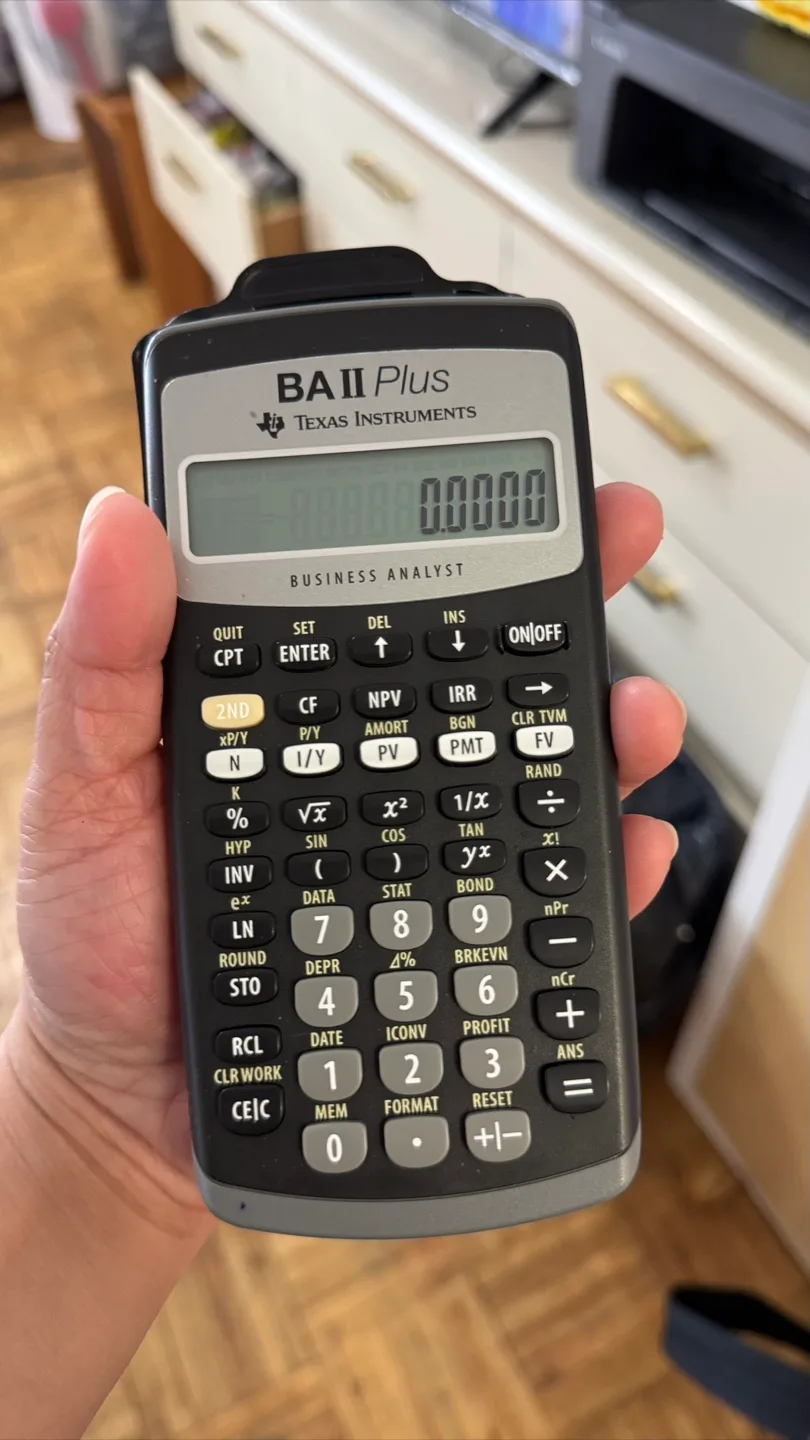 BA II Plus
TEXAS INSTRUMENTS
0.0000
BUSINESS ANALYST
QUIT SET DEL INS
CPT ENTER ↑ ↓ ON|OFF
2ND CF NPV IRR →
xP/Y P/Y AMORT BGN CLR TVM
N I/Y PV PMT FV
K RAND
% √x x² 1/x ÷
HYP SIN COS TAN x!
INV ( ) yˣ ×
eˣ DATA STAT BOND nPr
LN 7 8 9 −
ROUND DEPR Δ% BRKEVN nCr
STO 4 5 6 +
DATE ICONV PROFIT ANS
RCL 1 2 3 =
CLR WORK MEM FORMAT RESET
CE|C 0 . +|−